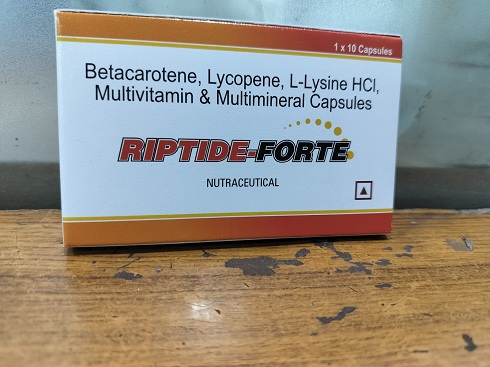 1 x 10 Capsules
Betacarotene, Lycopene, L-Lysine HCl,
Multivitamin & Multimineral Capsules
RIPTIDE-FORTE
NUTRACEUTICAL